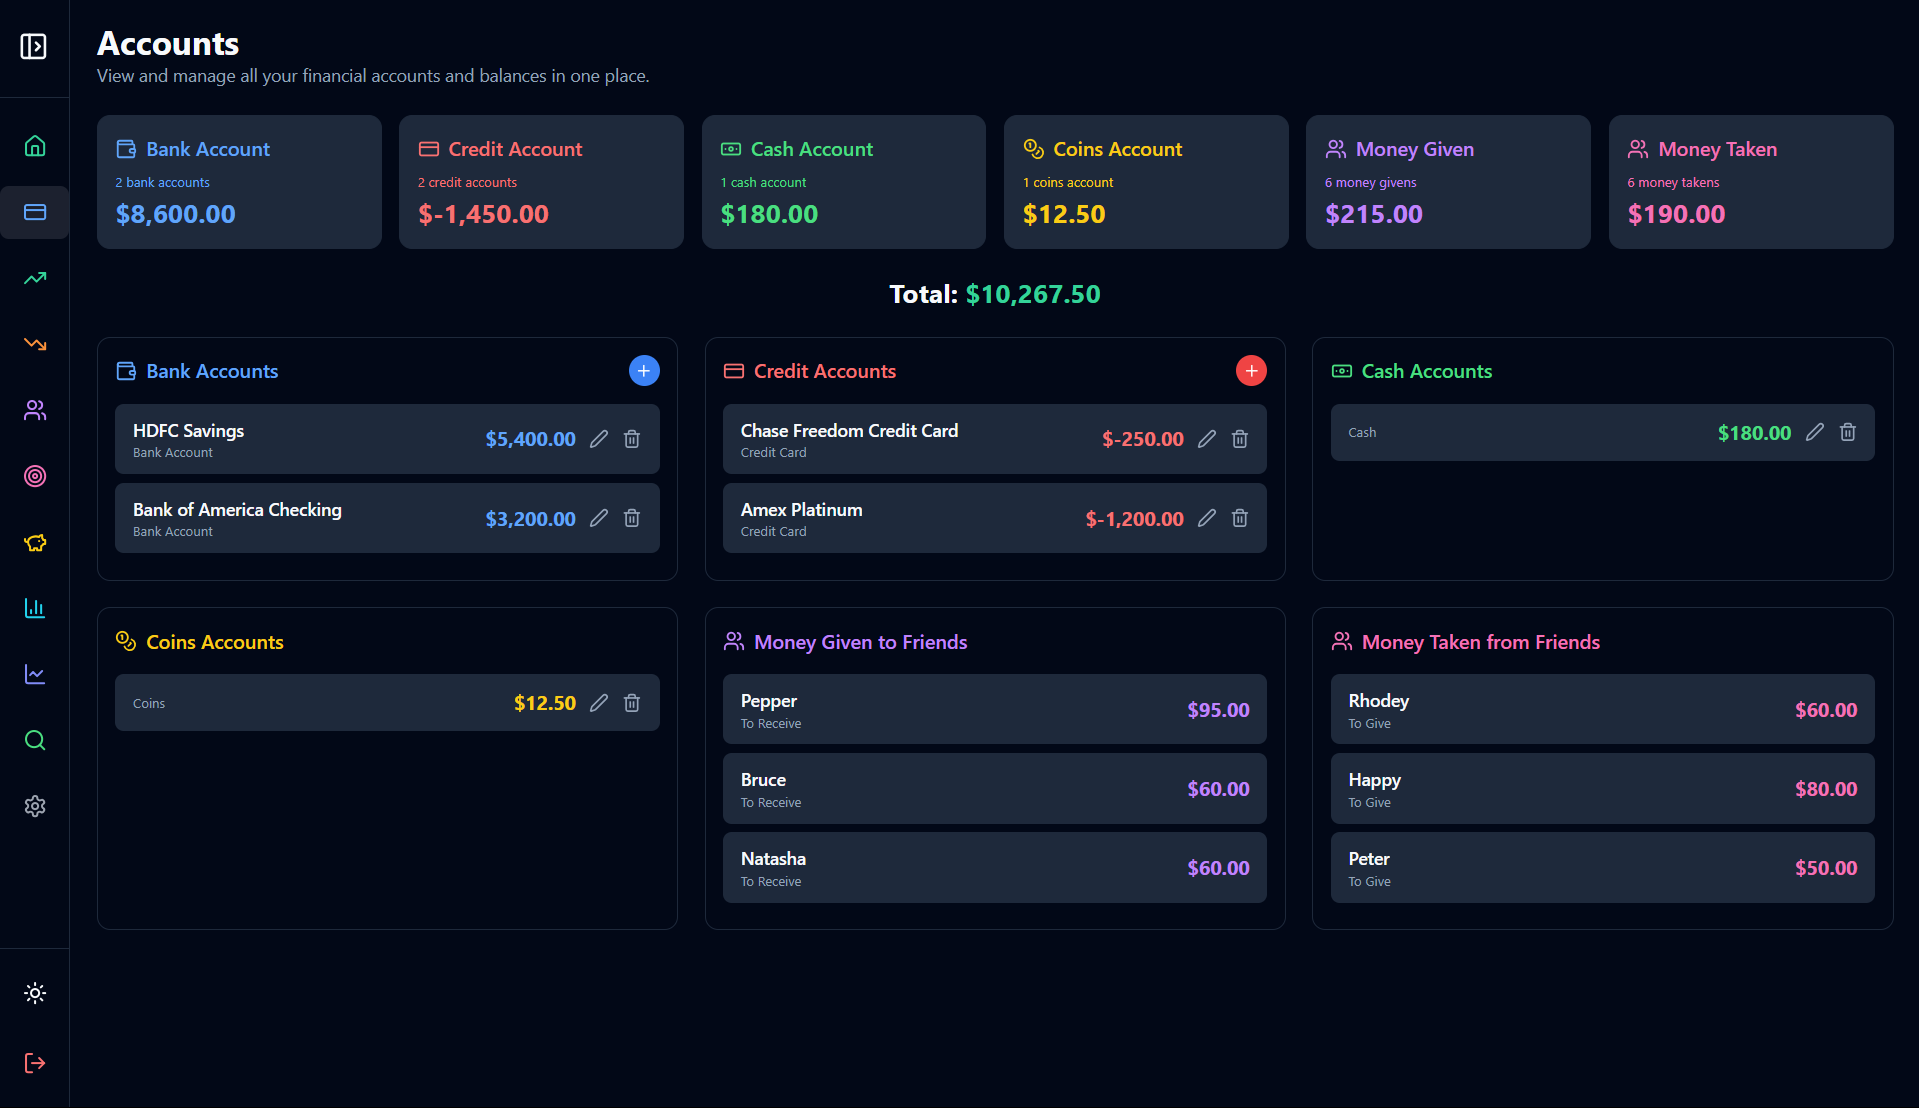 Accounts
View and manage all your financial accounts and balances in one place.
Bank Account
2 bank accounts
$8,600.00
Credit Account
2 credit accounts
$-1,450.00
Cash Account
1 cash account
$180.00
Coins Account
1 coins account
$12.50
Money Given
6 money givens
$215.00
Money Taken
6 money takens
$190.00
Total: $10,267.50
Bank Accounts
HDFC Savings
Bank Account
$5,400.00
Bank of America Checking
Bank Account
$3,200.00
Credit Accounts
Chase Freedom Credit Card
Credit Card
$-250.00
Amex Platinum
Credit Card
$-1,200.00
Cash Accounts
Cash
$180.00
Coins Accounts
Coins
$12.50
Money Given to Friends
Pepper
To Receive
$95.00
Bruce
To Receive
$60.00
Natasha
To Receive
$60.00
Money Taken from Friends
Rhodey
To Give
$60.00
Happy
To Give
$80.00
Peter
To Give
$50.00